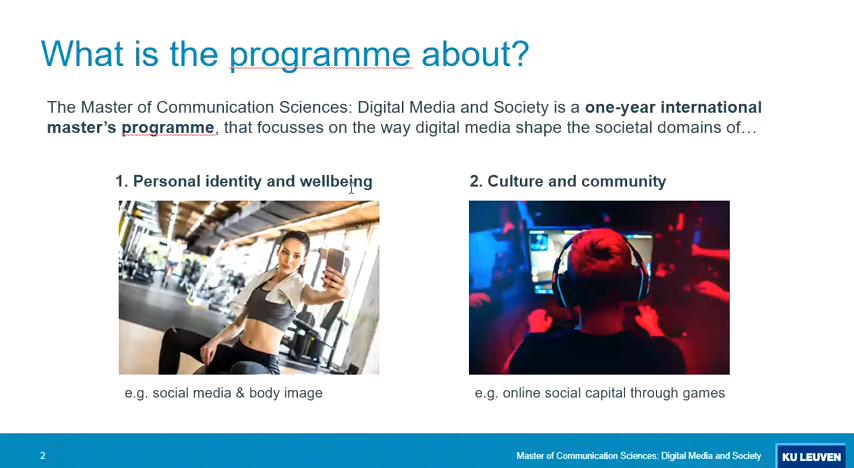 What is the programme about?
The Master of Communication Sciences: Digital Media and Society is a one-year international
master's programme, that focusses on the way digital media shape the societal domains of…
1. Personal identity and wellbeing
2. Culture and community
e.g. social media & body image
e.g. online social capital through games
2
Master of Communication Sciences: Digital Media and Society
KU LEUVEN